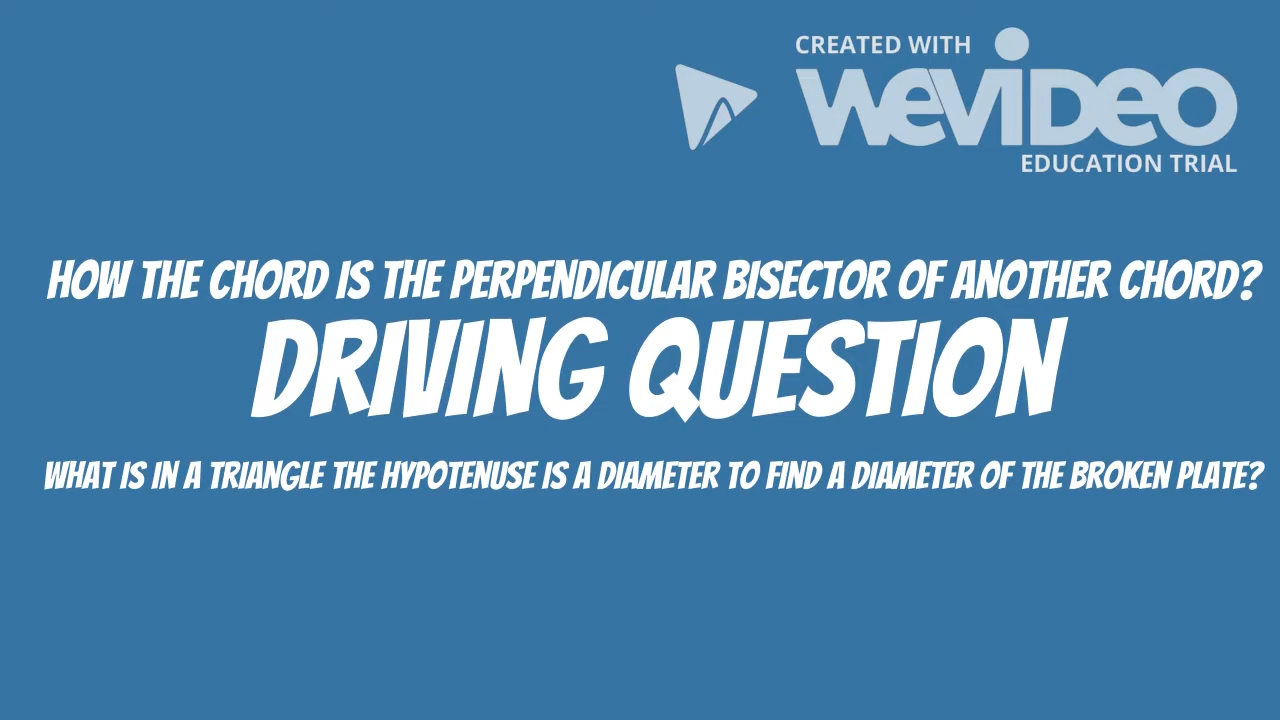 CREATED WITH
WEVIDEO
EDUCATION TRIAL
HOW THE CHORD IS THE PERPENDICULAR BISECTOR OF ANOTHER CHORD?
DRIVING QUESTION
WHAT IS IN A TRIANGLE THE HYPOTENUSE IS A DIAMETER TO FIND A DIAMETER OF THE BROKEN PLATE?